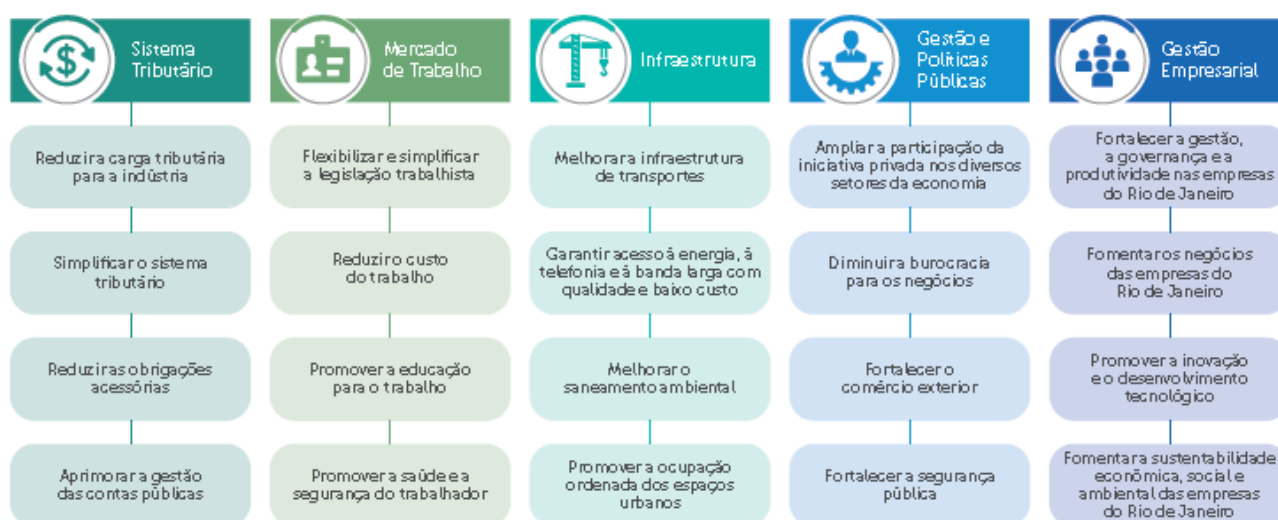 Sistema
Tributário
Mercado
de Trabalho
Infraestrutura
Gestão e
Políticas
Públicas
Gestão
Empresarial
Reduzir a carga tributária
para a indústria
Flexibilizar e simplificar
a legislação trabalhista
Melhorar a infraestrutura
de transportes
Ampliar a participação da
iniciativa privada nos diversos
setores da economia
Fortalecer a gestão,
a governança e a
produtividade nas empresas
do Rio de Janeiro
Simplificar o sistema
tributário
Reduzir o custo
do trabalho
Garantir acesso à energia, à
telefonia e à banda larga com
qualidade e baixo custo
Diminuir a burocracia
para os negócios
Fomentar os negócios
das empresas do
Rio de Janeiro
Reduzir as obrigações
acessórias
Promover a educação
para o trabalho
Melhorar o
saneamento ambiental
Fortalecer o
comércio exterior
Promover a inovação
e o desenvolvimento
tecnológico
Aprimorar a gestão
das contas públicas
Promover a saúde e a
segurança do trabalhador
Promover a ocupação
ordenada dos espaços
urbanos
Fortalecer a segurança
pública
Fomentar a sustentabilidade
econômica, social e
ambiental das empresas
do Rio de Janeiro